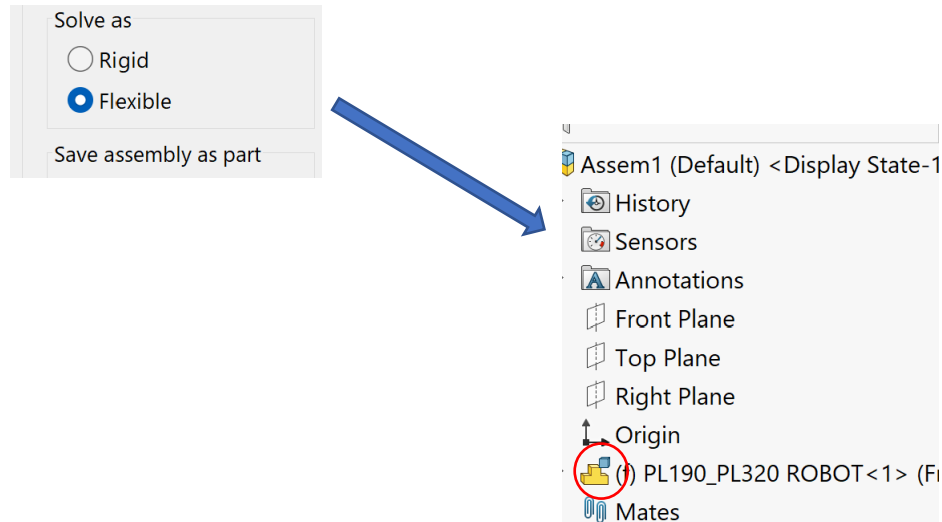 Solve as
Rigid
Flexible
Save assembly as part
Assem1 (Default) <Display State-1
History
Sensors
Annotations
Front Plane
Top Plane
Right Plane
Origin
(f) PL190_PL320 ROBOT<1> (Fr
Mates